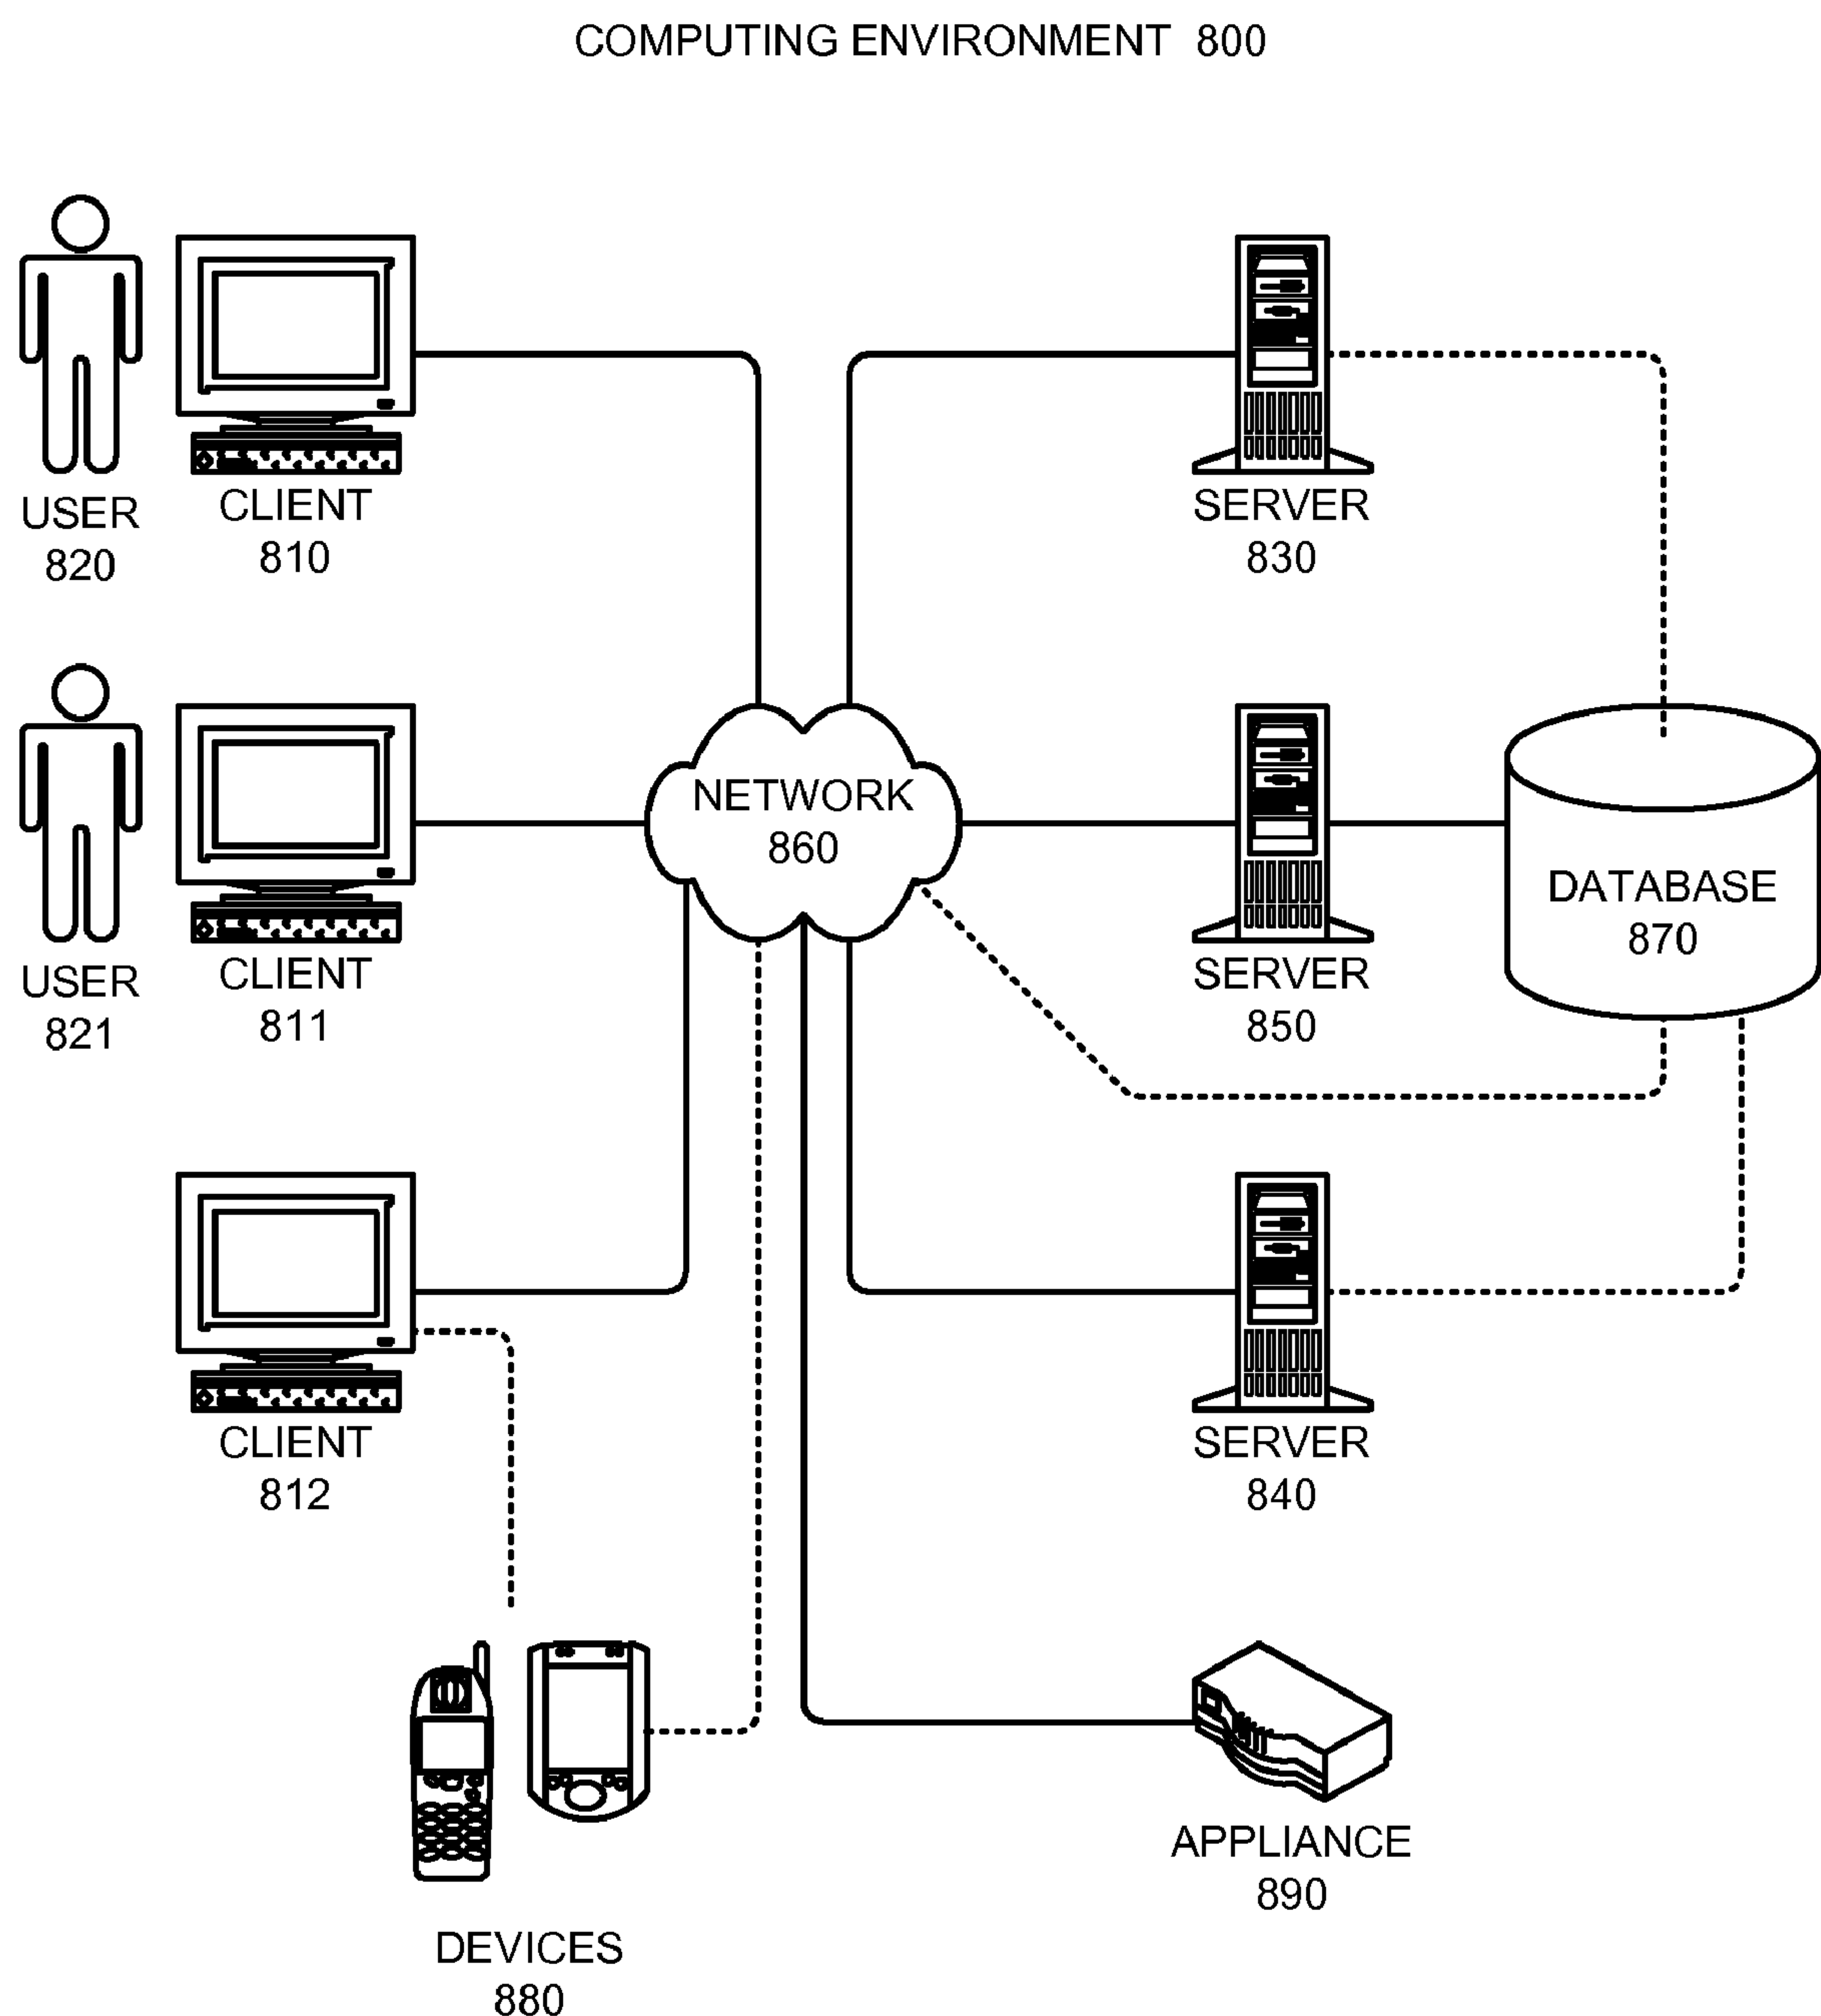 COMPUTING ENVIRONMENT 800
USER
820
CLIENT
810
SERVER
830
USER
821
CLIENT
811
NETWORK
860
SERVER
850
DATABASE
870
CLIENT
812
SERVER
840
DEVICES
880
APPLIANCE
890